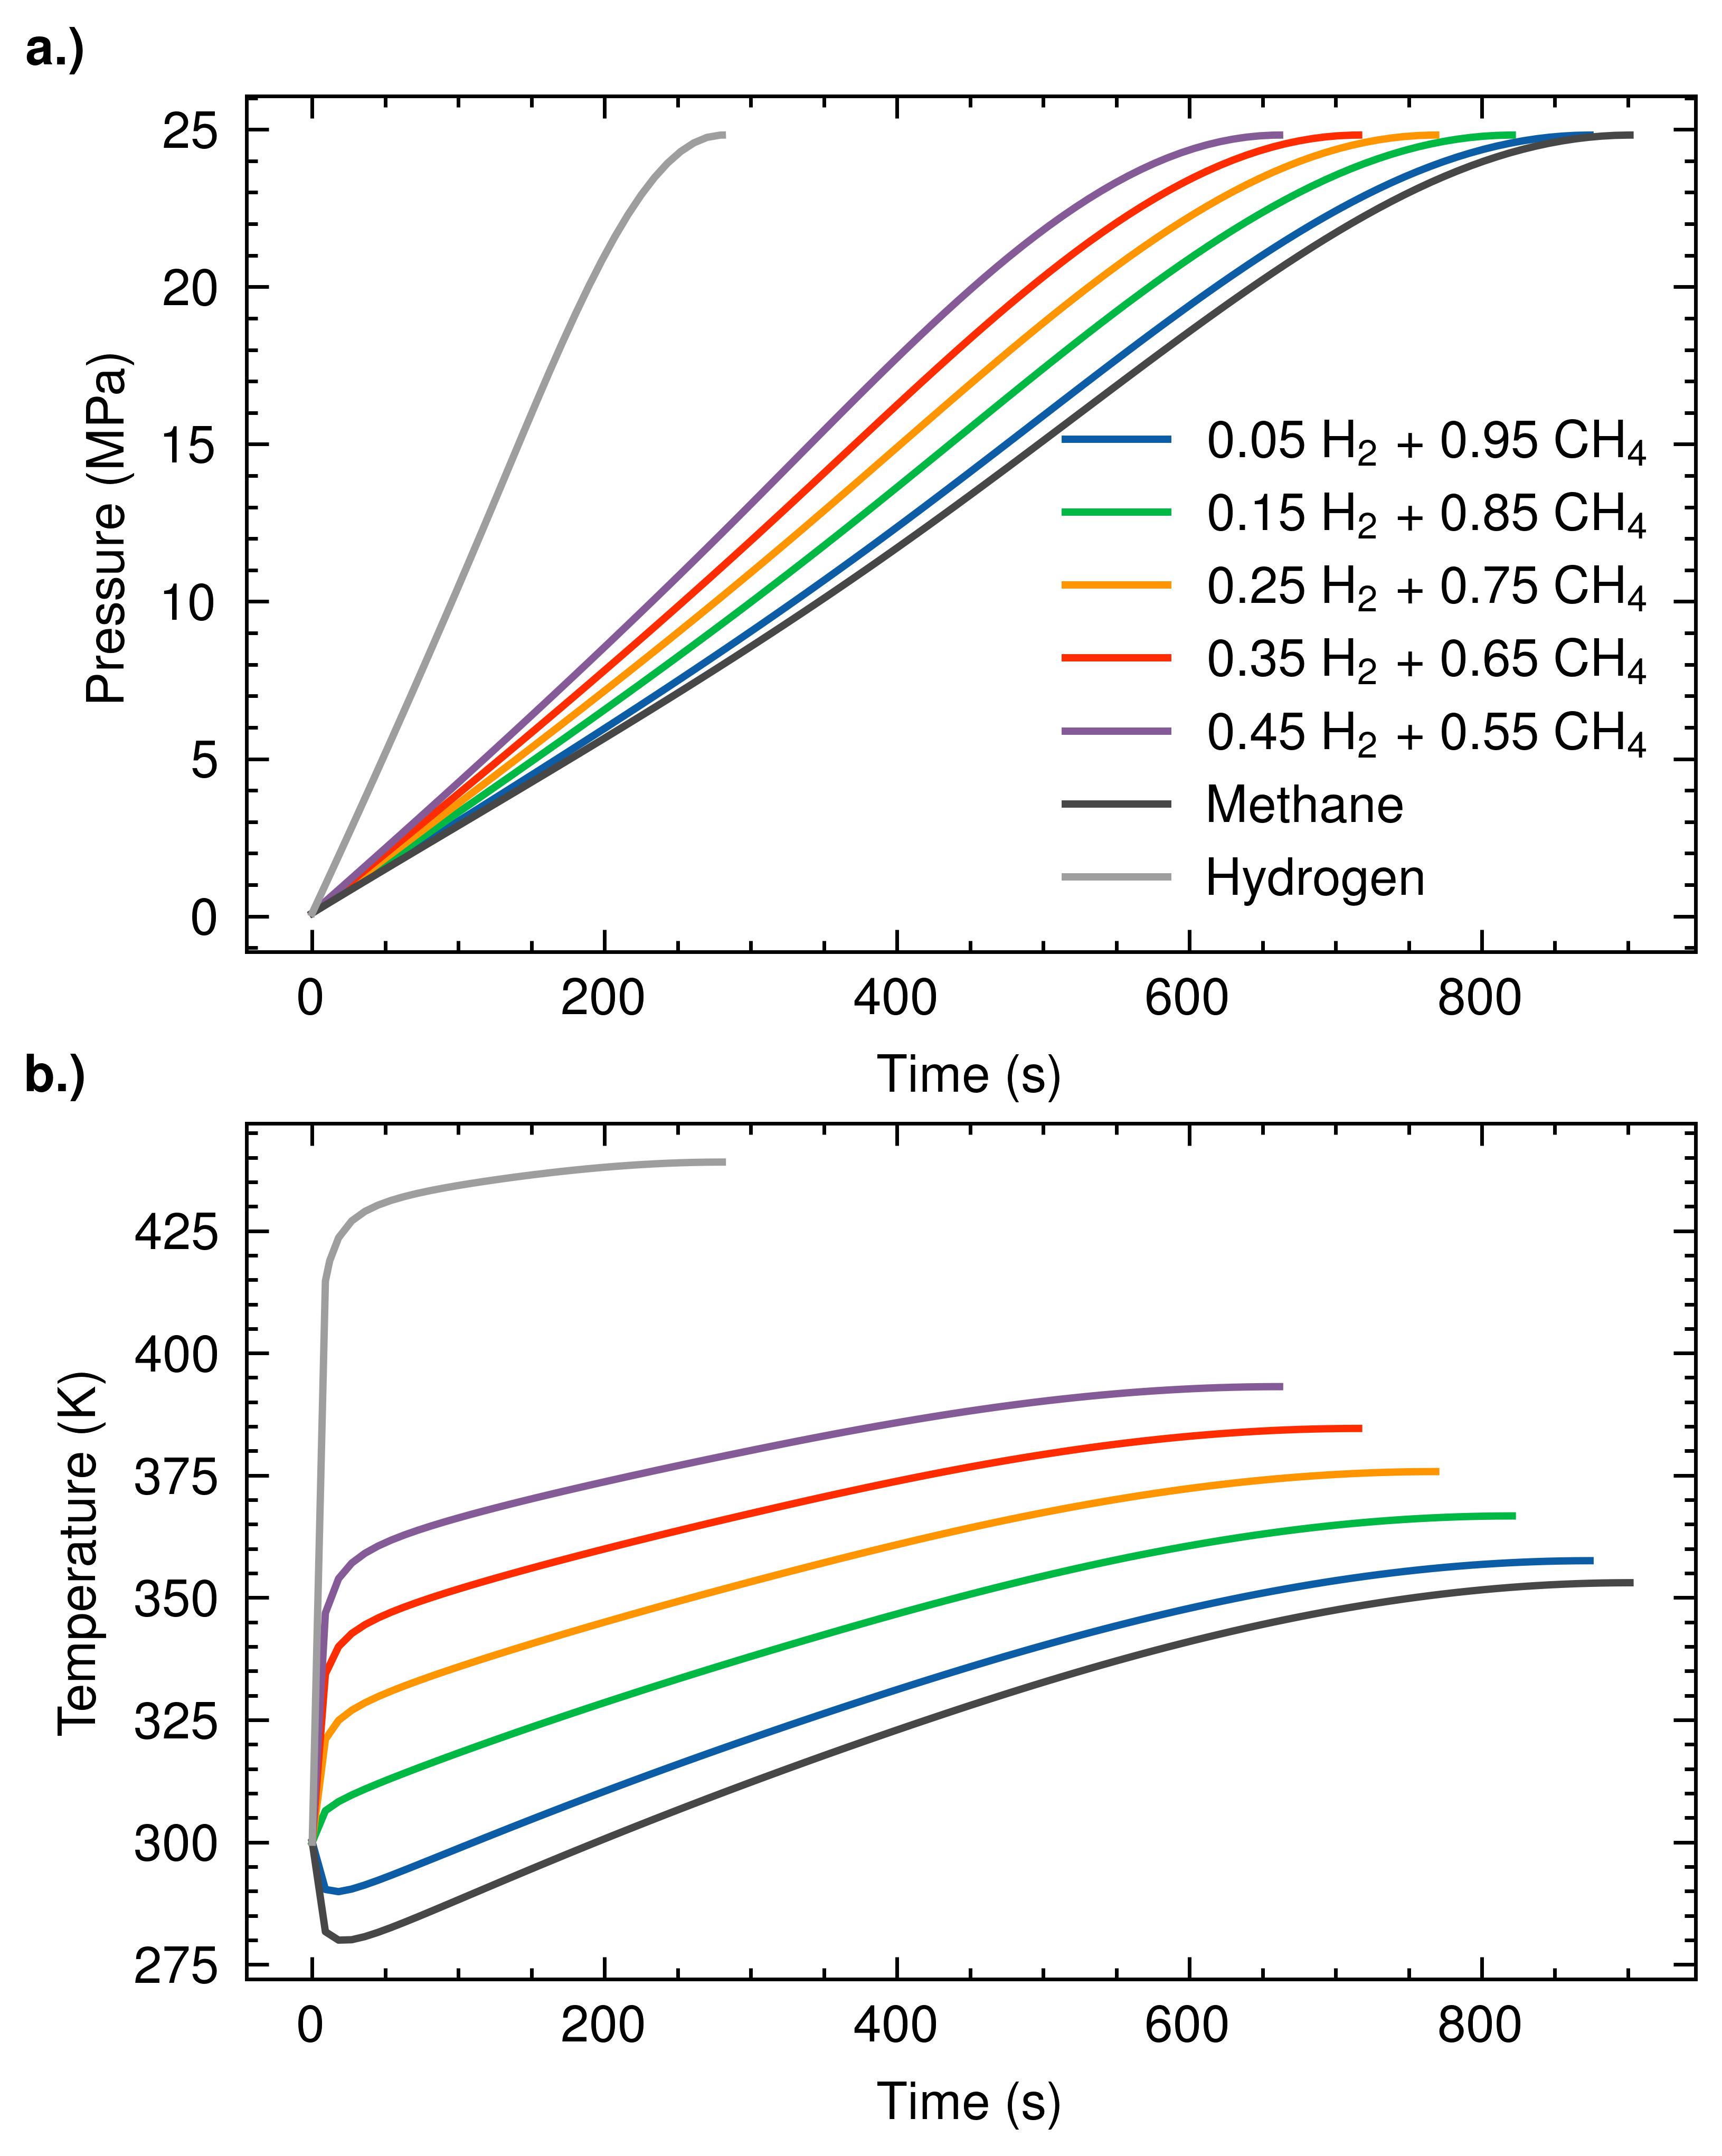 a.)
25
20
15
10
5
0
Pressure (MPa)
0.05 H₂ + 0.95 CH₄
0.15 H₂ + 0.85 CH₄
0.25 H₂ + 0.75 CH₄
0.35 H₂ + 0.65 CH₄
0.45 H₂ + 0.55 CH₄
Methane
Hydrogen
0 200 400 600 800
Time (s)
b.)
425
400
375
350
325
300
275
Temperature (K)
0 200 400 600 800
Time (s)